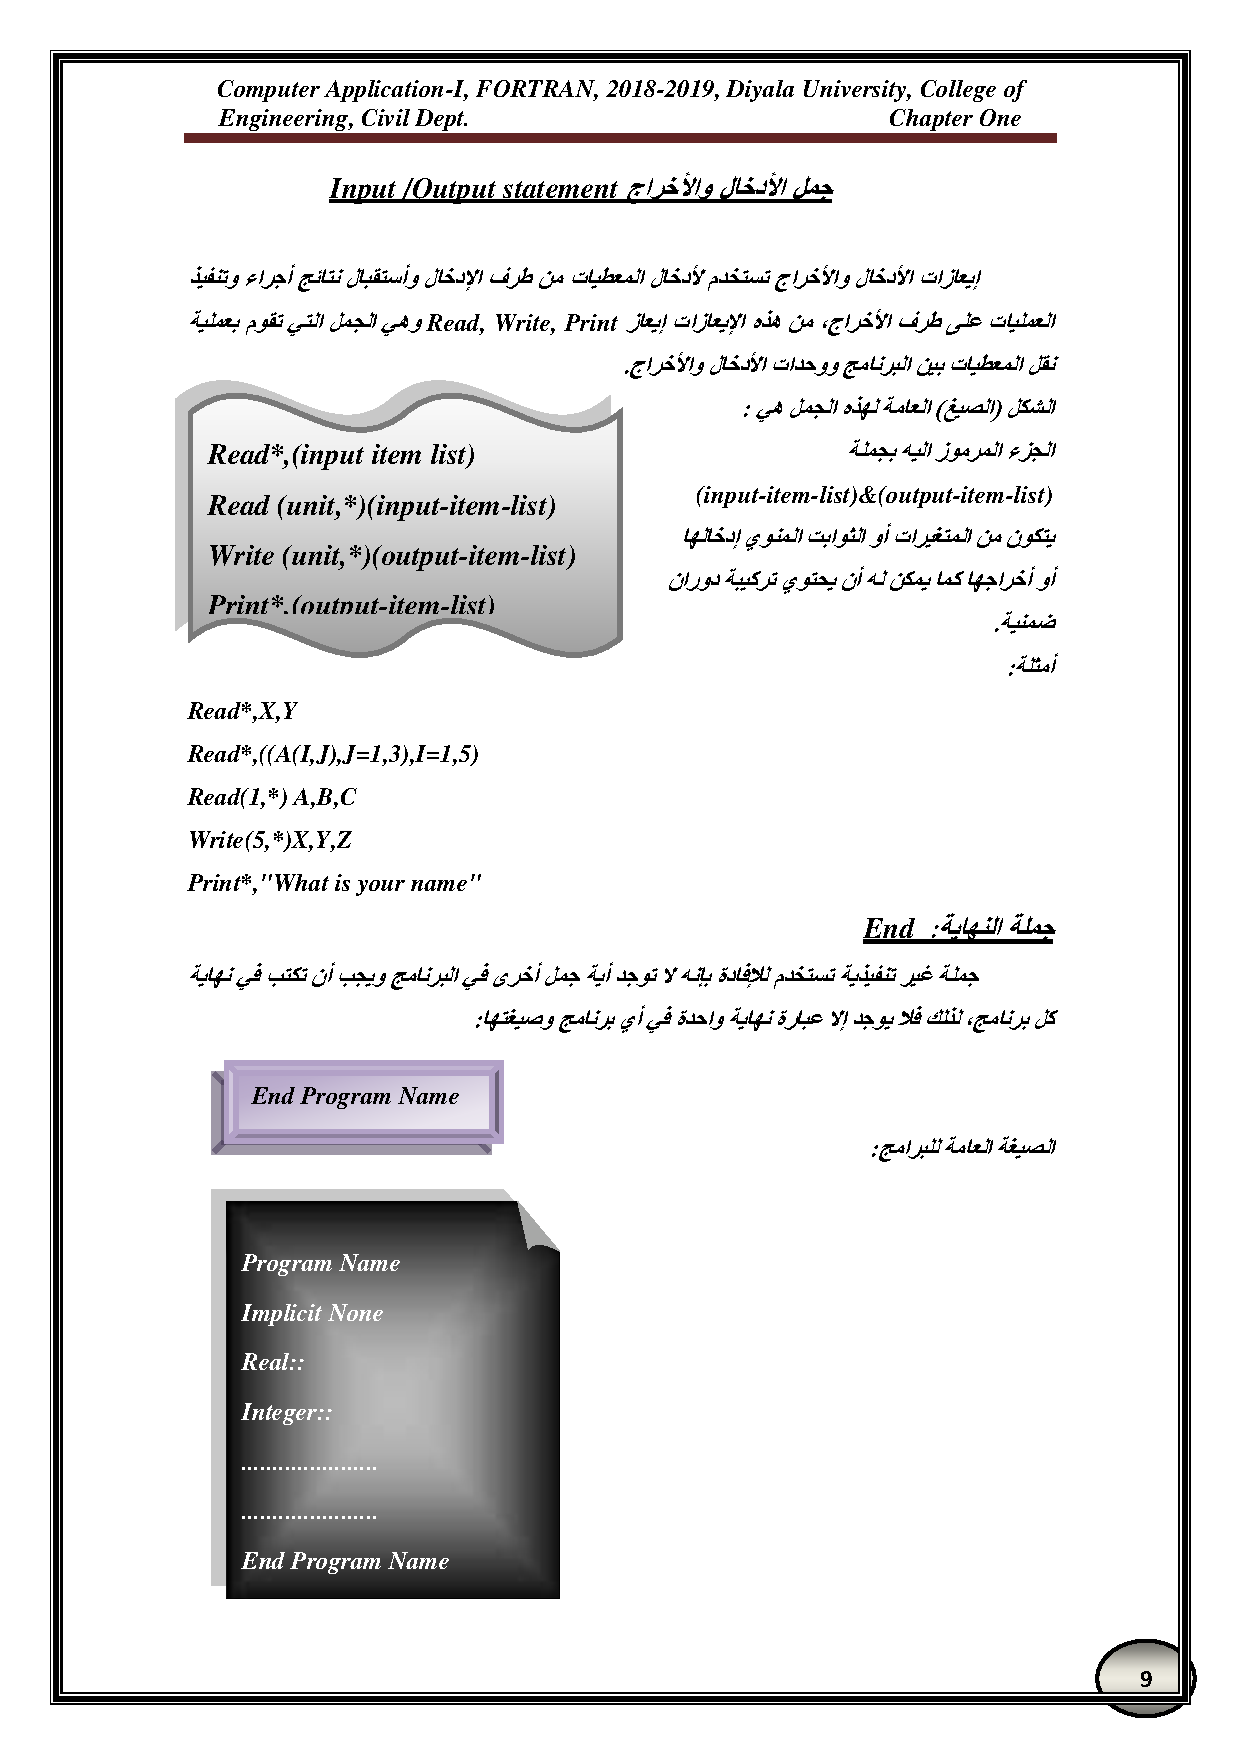 Computer Application-I, FORTRAN, 2018-2019, Diyala University, College of
Engineering, Civil Dept. Chapter One
جمل الأدخال والأخراج Input /Output statement
إيعازات الأدخال والأخراج تستخدم لأدخال المعطيات من طرف الإدخال وأستقبال نتائج أجراء وتنفيذ
العمليات على طرف الأخراج، من هذه الإيعازات إيعاز Read, Write, Print وهي الجمل التي تقوم بعملية
نقل المعطيات بين البرنامج ووحدات الأدخال والأخراج.
الشكل (الصيغ) العامة لهذه الجمل هي :
الجزء المرموز اليه بجملة
(input-item-list)&(output-item-list)
يتكون من المتغيرات أو الثوابت المنوي إدخالها
أو أخراجها كما يمكن له أن يحتوي تركيبة دوران
ضمنية.
Read*,(input item list)
Read (unit,*)(input-item-list)
Write (unit,*)(output-item-list)
Print*,(output-item-list)
أمثلة:
Read*,X,Y
Read*,((A(I,J),J=1,3),I=1,5)
Read(1,*) A,B,C
Write(5,*)X,Y,Z
Print*,"What is your name"
جملة النهاية: End
جملة غير تنفيذية تستخدم للإفادة بإنه لا توجد أية جمل أخرى في البرنامج ويجب أن تكتب في نهاية
كل برنامج، لذلك فلا يوجد إلا عبارة نهاية واحدة في أي برنامج وصيغتها:
End Program Name
الصيغة العامة للبرامج:
Program Name
Implicit None
Real::
Integer::
......................
......................
End Program Name
9